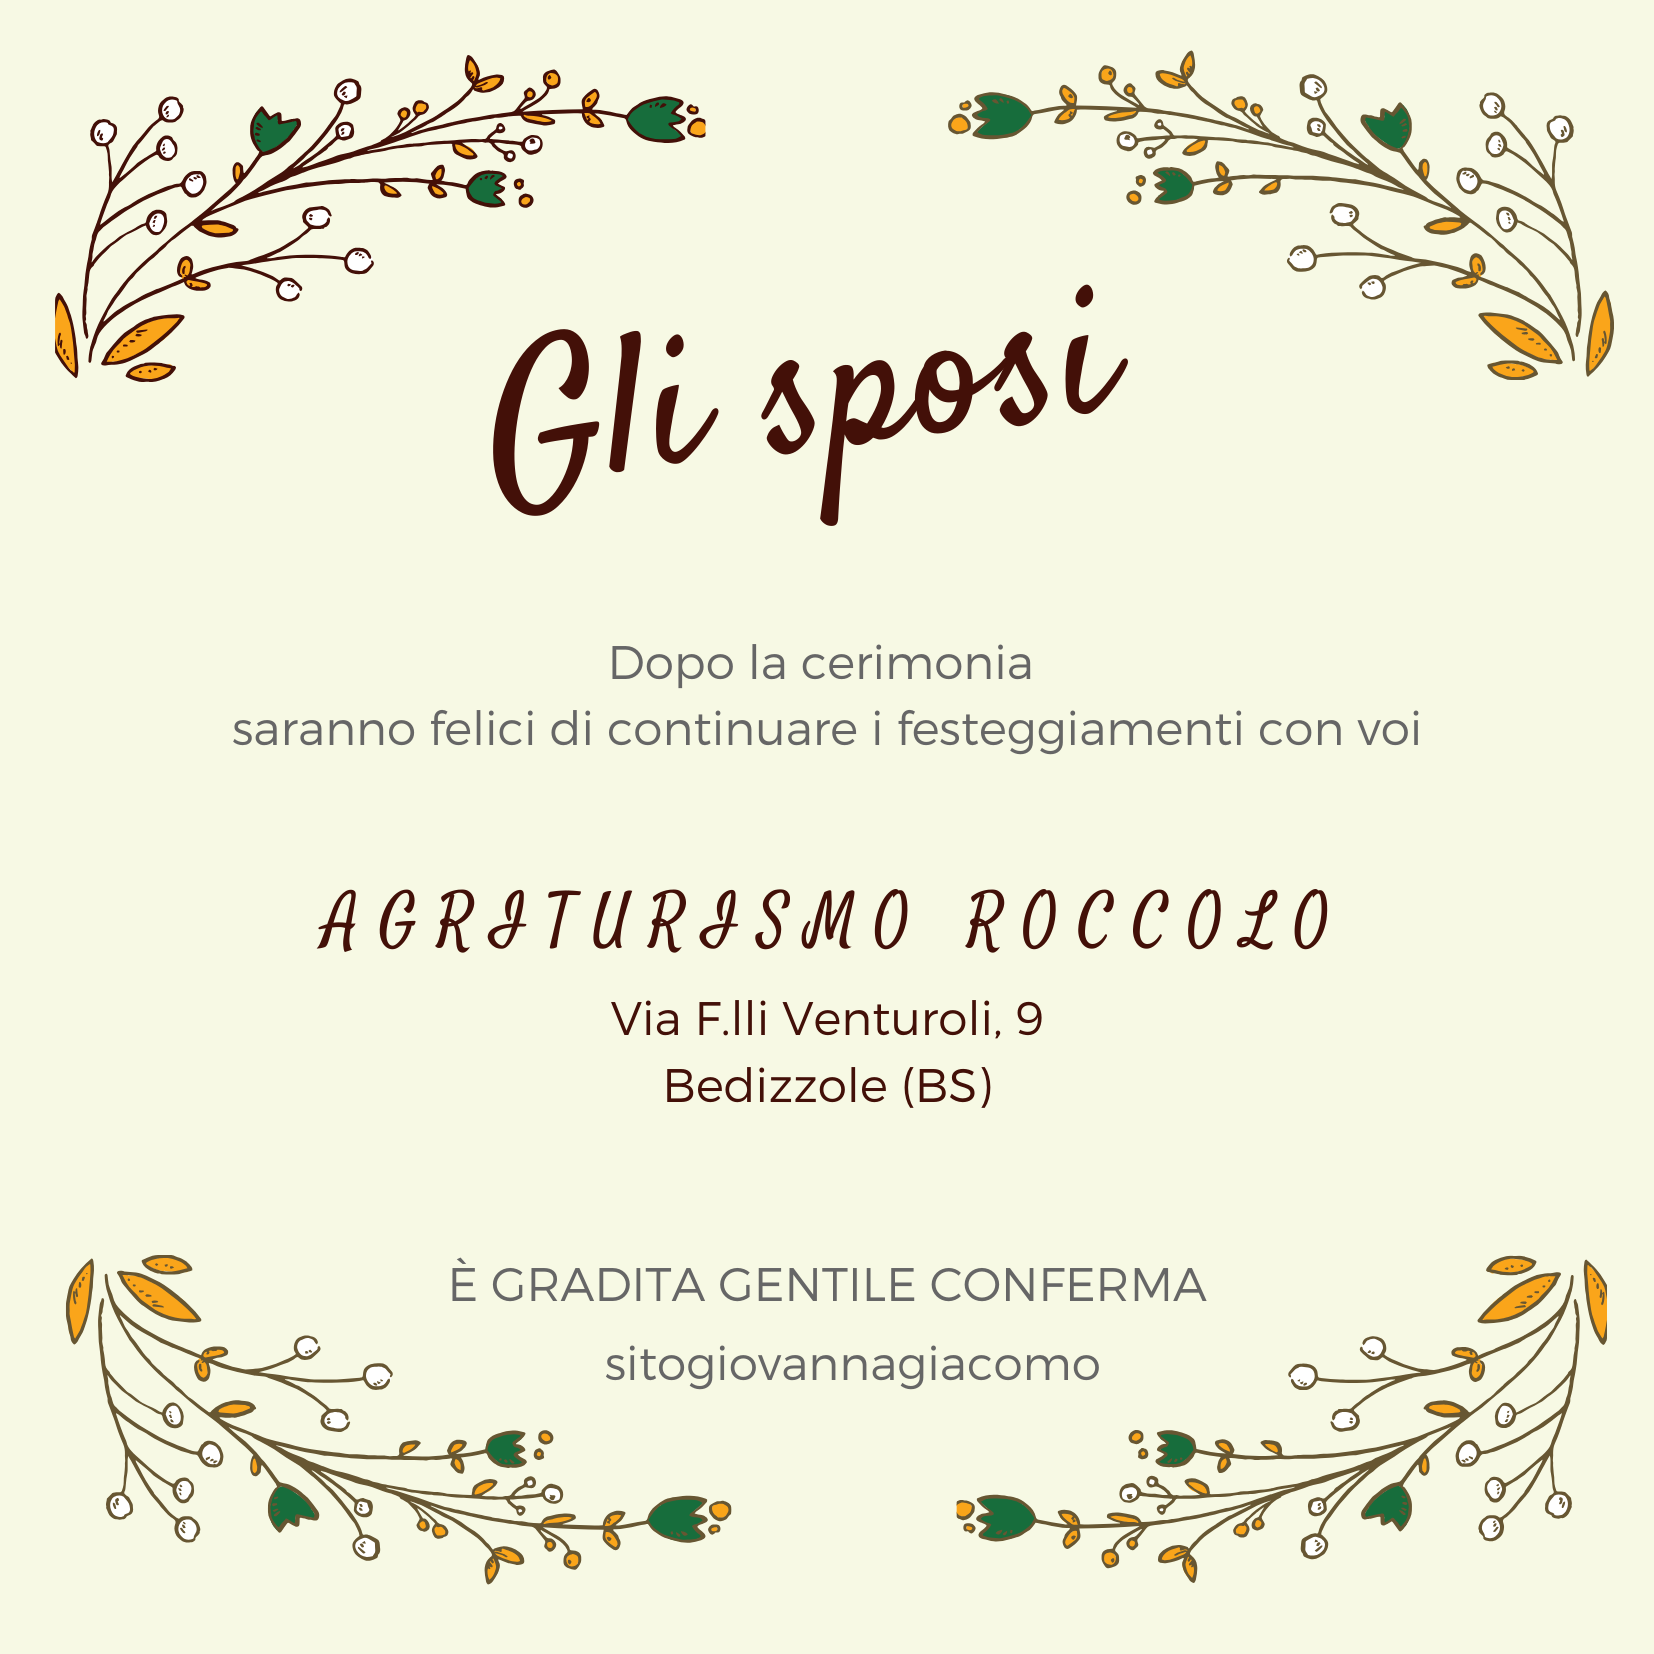 Gli sposi
Dopo la cerimonia
saranno felici di continuare i festeggiamenti con voi
AGRITURISMO ROCCOLO
Via F.lli Venturoli, 9
Bedizzole (BS)
È GRADITA GENTILE CONFERMA
sitogiovannagiacomo